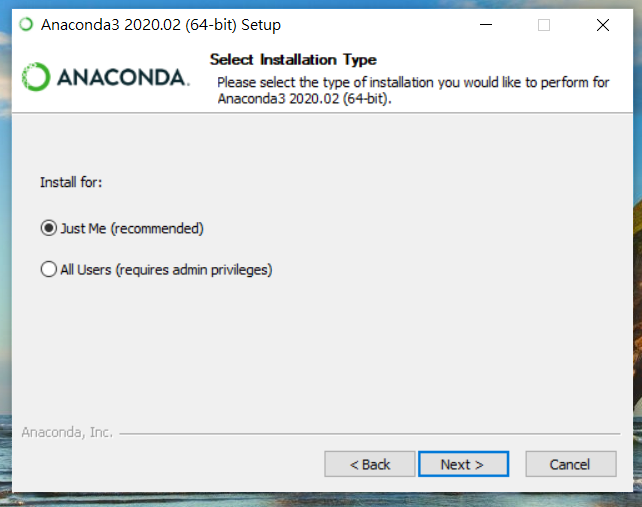 Anaconda3 2020.02 (64-bit) Setup
ANACONDA.
Select Installation Type
Please select the type of installation you would like to perform for
Anaconda3 2020.02 (64-bit).
Install for:
Just Me (recommended)
All Users (requires admin privileges)
Anaconda, Inc.
< Back
Next >
Cancel